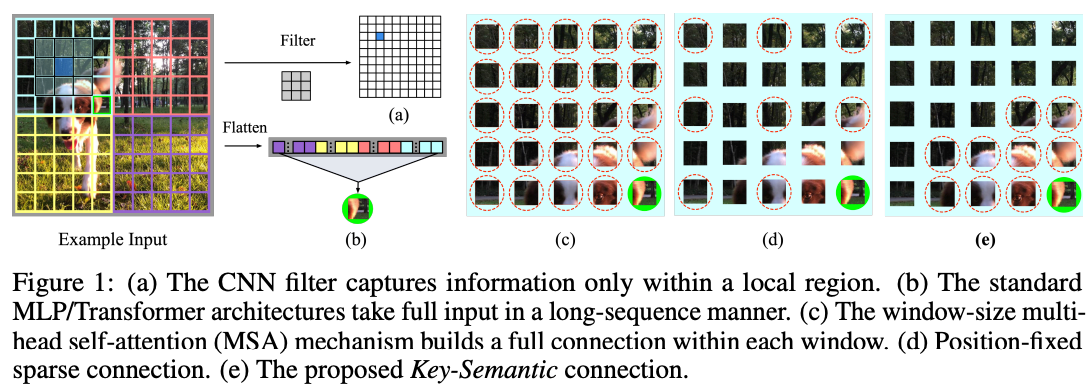 Filter
(a)
Flatten
Example Input
(b)
(c)
(d)
(e)
Figure 1: (a) The CNN filter captures information only within a local region. (b) The standard
MLP/Transformer architectures take full input in a long-sequence manner. (c) The window-size multi-
head self-attention (MSA) mechanism builds a full connection within each window. (d) Position-fixed
sparse connection. (e) The proposed Key-Semantic connection.